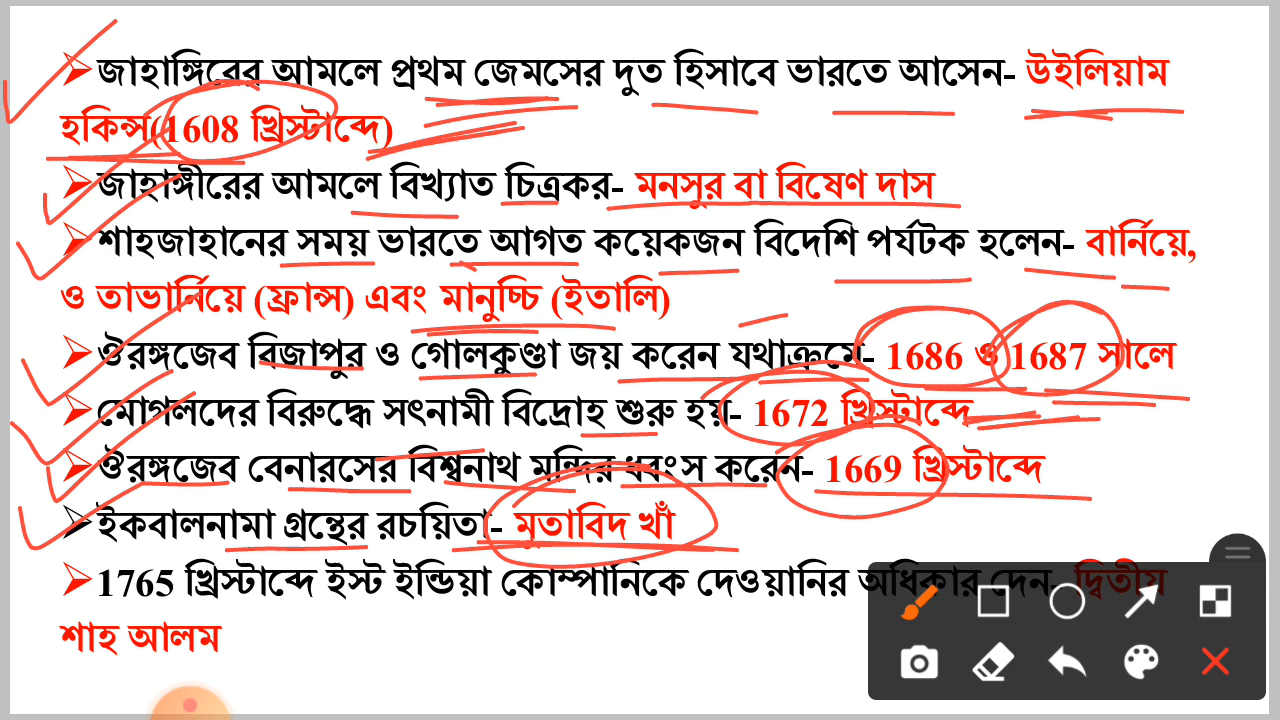 ➢জাহাঙ্গিরের আমলে প্রথম জেমসের দুত হিসাবে ভারতে আসেন- উইলিয়াম
হকিন্স(1608 খ্রিস্টাব্দে)
➢জাহাঙ্গীরের আমলে বিখ্যাত চিত্রকর- মনসুর বা বিষেণ দাস
➢শাহজাহানের সময় ভারতে আগত কয়েকজন বিদেশি পর্যটক হলেন- বার্নিয়ে,
ও তাভার্নিয়ে (ফ্রান্স) এবং মানুচ্চি (ইতালি)
➢ঔরঙ্গজেব বিজাপুর ও গোলকুণ্ডা জয় করেন যথাক্রমে- 1686 ও 1687 সালে
➢মোগলদের বিরুদ্ধে সৎনামী বিদ্রোহ শুরু হয়- 1672 খ্রিস্টাব্দে
➢ঔরঙ্গজেব বেনারসের বিশ্বনাথ মন্দির ধবংস করেন- 1669 খ্রিস্টাব্দে
➢ইকবালনামা গ্রন্থের রচয়িতা- মুতাবিদ খাঁ
➢1765 খ্রিস্টাব্দে ইস্ট ইন্ডিয়া কোম্পানিকে দেওয়ানির অধিকার দেন- দ্বিতীয়
শাহ আলম